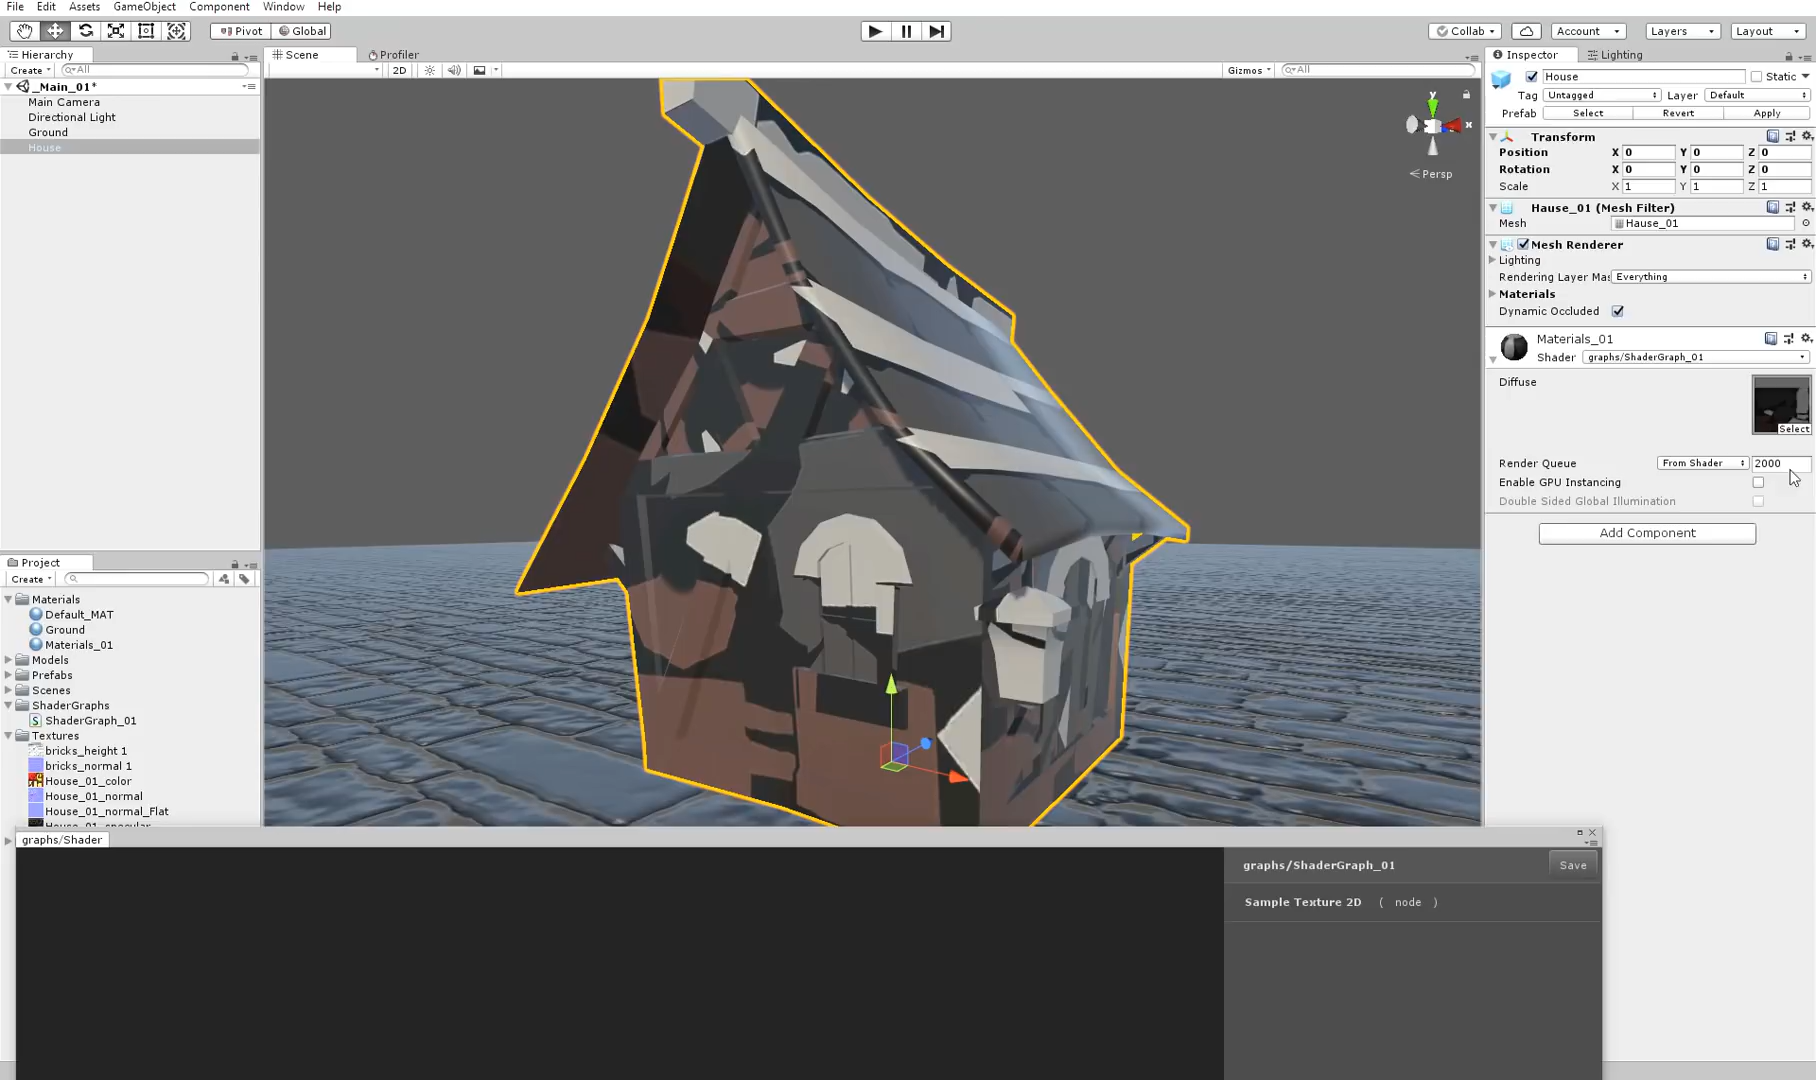 File Edit Assets GameObject Component Window Help
Pivot Global Collab Account Layers Layout
Hierarchy
Create All
_Main_01*
Main Camera
Directional Light
Ground
House
Scene Profiler
2D Gizmos All
y
x
Persp
Inspector Lighting
House Static
Tag Untagged Layer Default
Prefab Select Revert Apply
Transform
Position X 0 Y 0 Z 0
Rotation X 0 Y 0 Z 0
Scale X 1 Y 1 Z 1
Hause_01 (Mesh Filter)
Mesh Hause_01
Mesh Renderer
Lighting
Rendering Layer Mas Everything
Materials
Dynamic Occluded
Materials_01
Shader graphs/ShaderGraph_01
Diffuse
Select
Render Queue From Shader 2000
Enable GPU Instancing
Double Sided Global Illumination
Add Component
Project
Create
Materials
Default_MAT
Ground
Materials_01
Models
Prefabs
Scenes
ShaderGraphs
ShaderGraph_01
Textures
bricks_height 1
bricks_normal 1
House_01_color
House_01_normal
House_01_normal_Flat
House_01_specular
graphs/Shader
graphs/ShaderGraph_01 Save
Sample Texture 2D ( node )